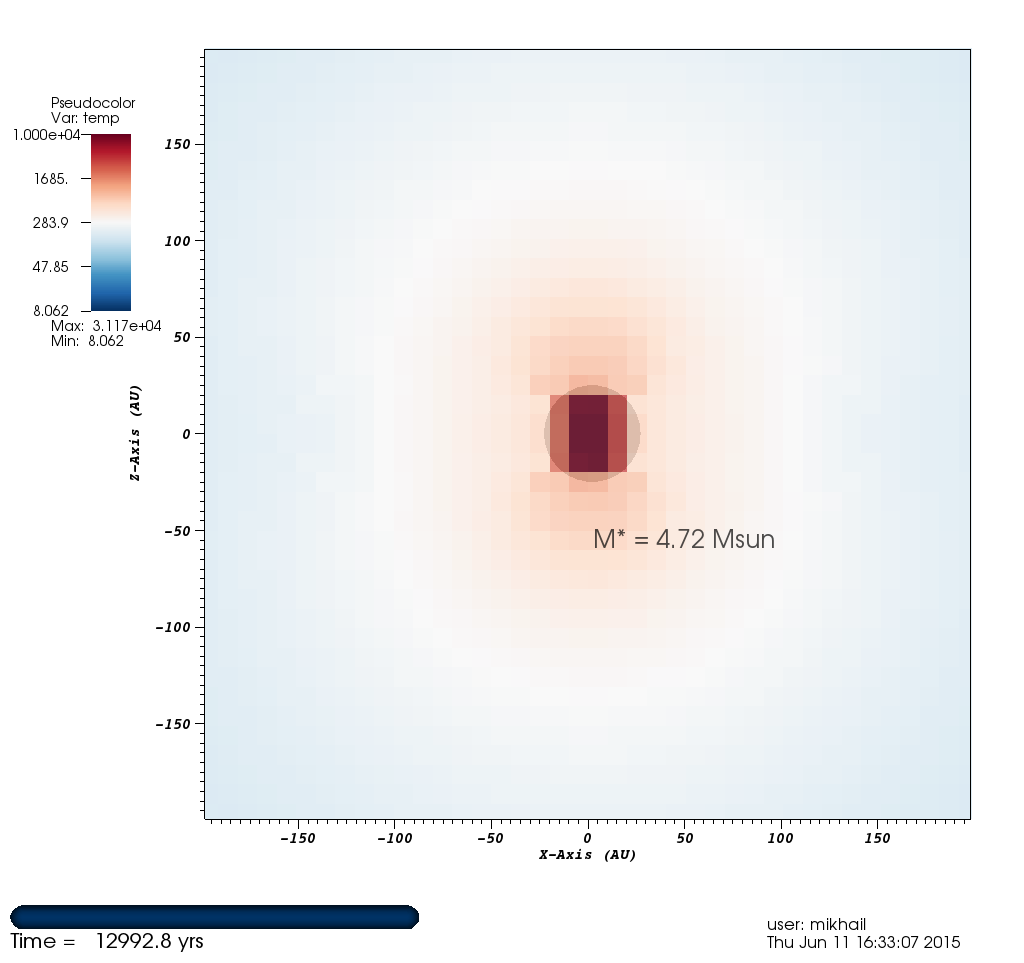 Pseudocolor
Var: temp
1.000e+04
1685.
283.9
47.85
8.062
Max: 3.117e+04
Min: 8.062
150
100
50
0
-50
-100
-150
Z-Axis (AU)
M* = 4.72 Msun
-150 -100 -50 0 50 100 150
X-Axis (AU)
Time = 12992.8 yrs
user: mikhail
Thu Jun 11 16:33:07 2015